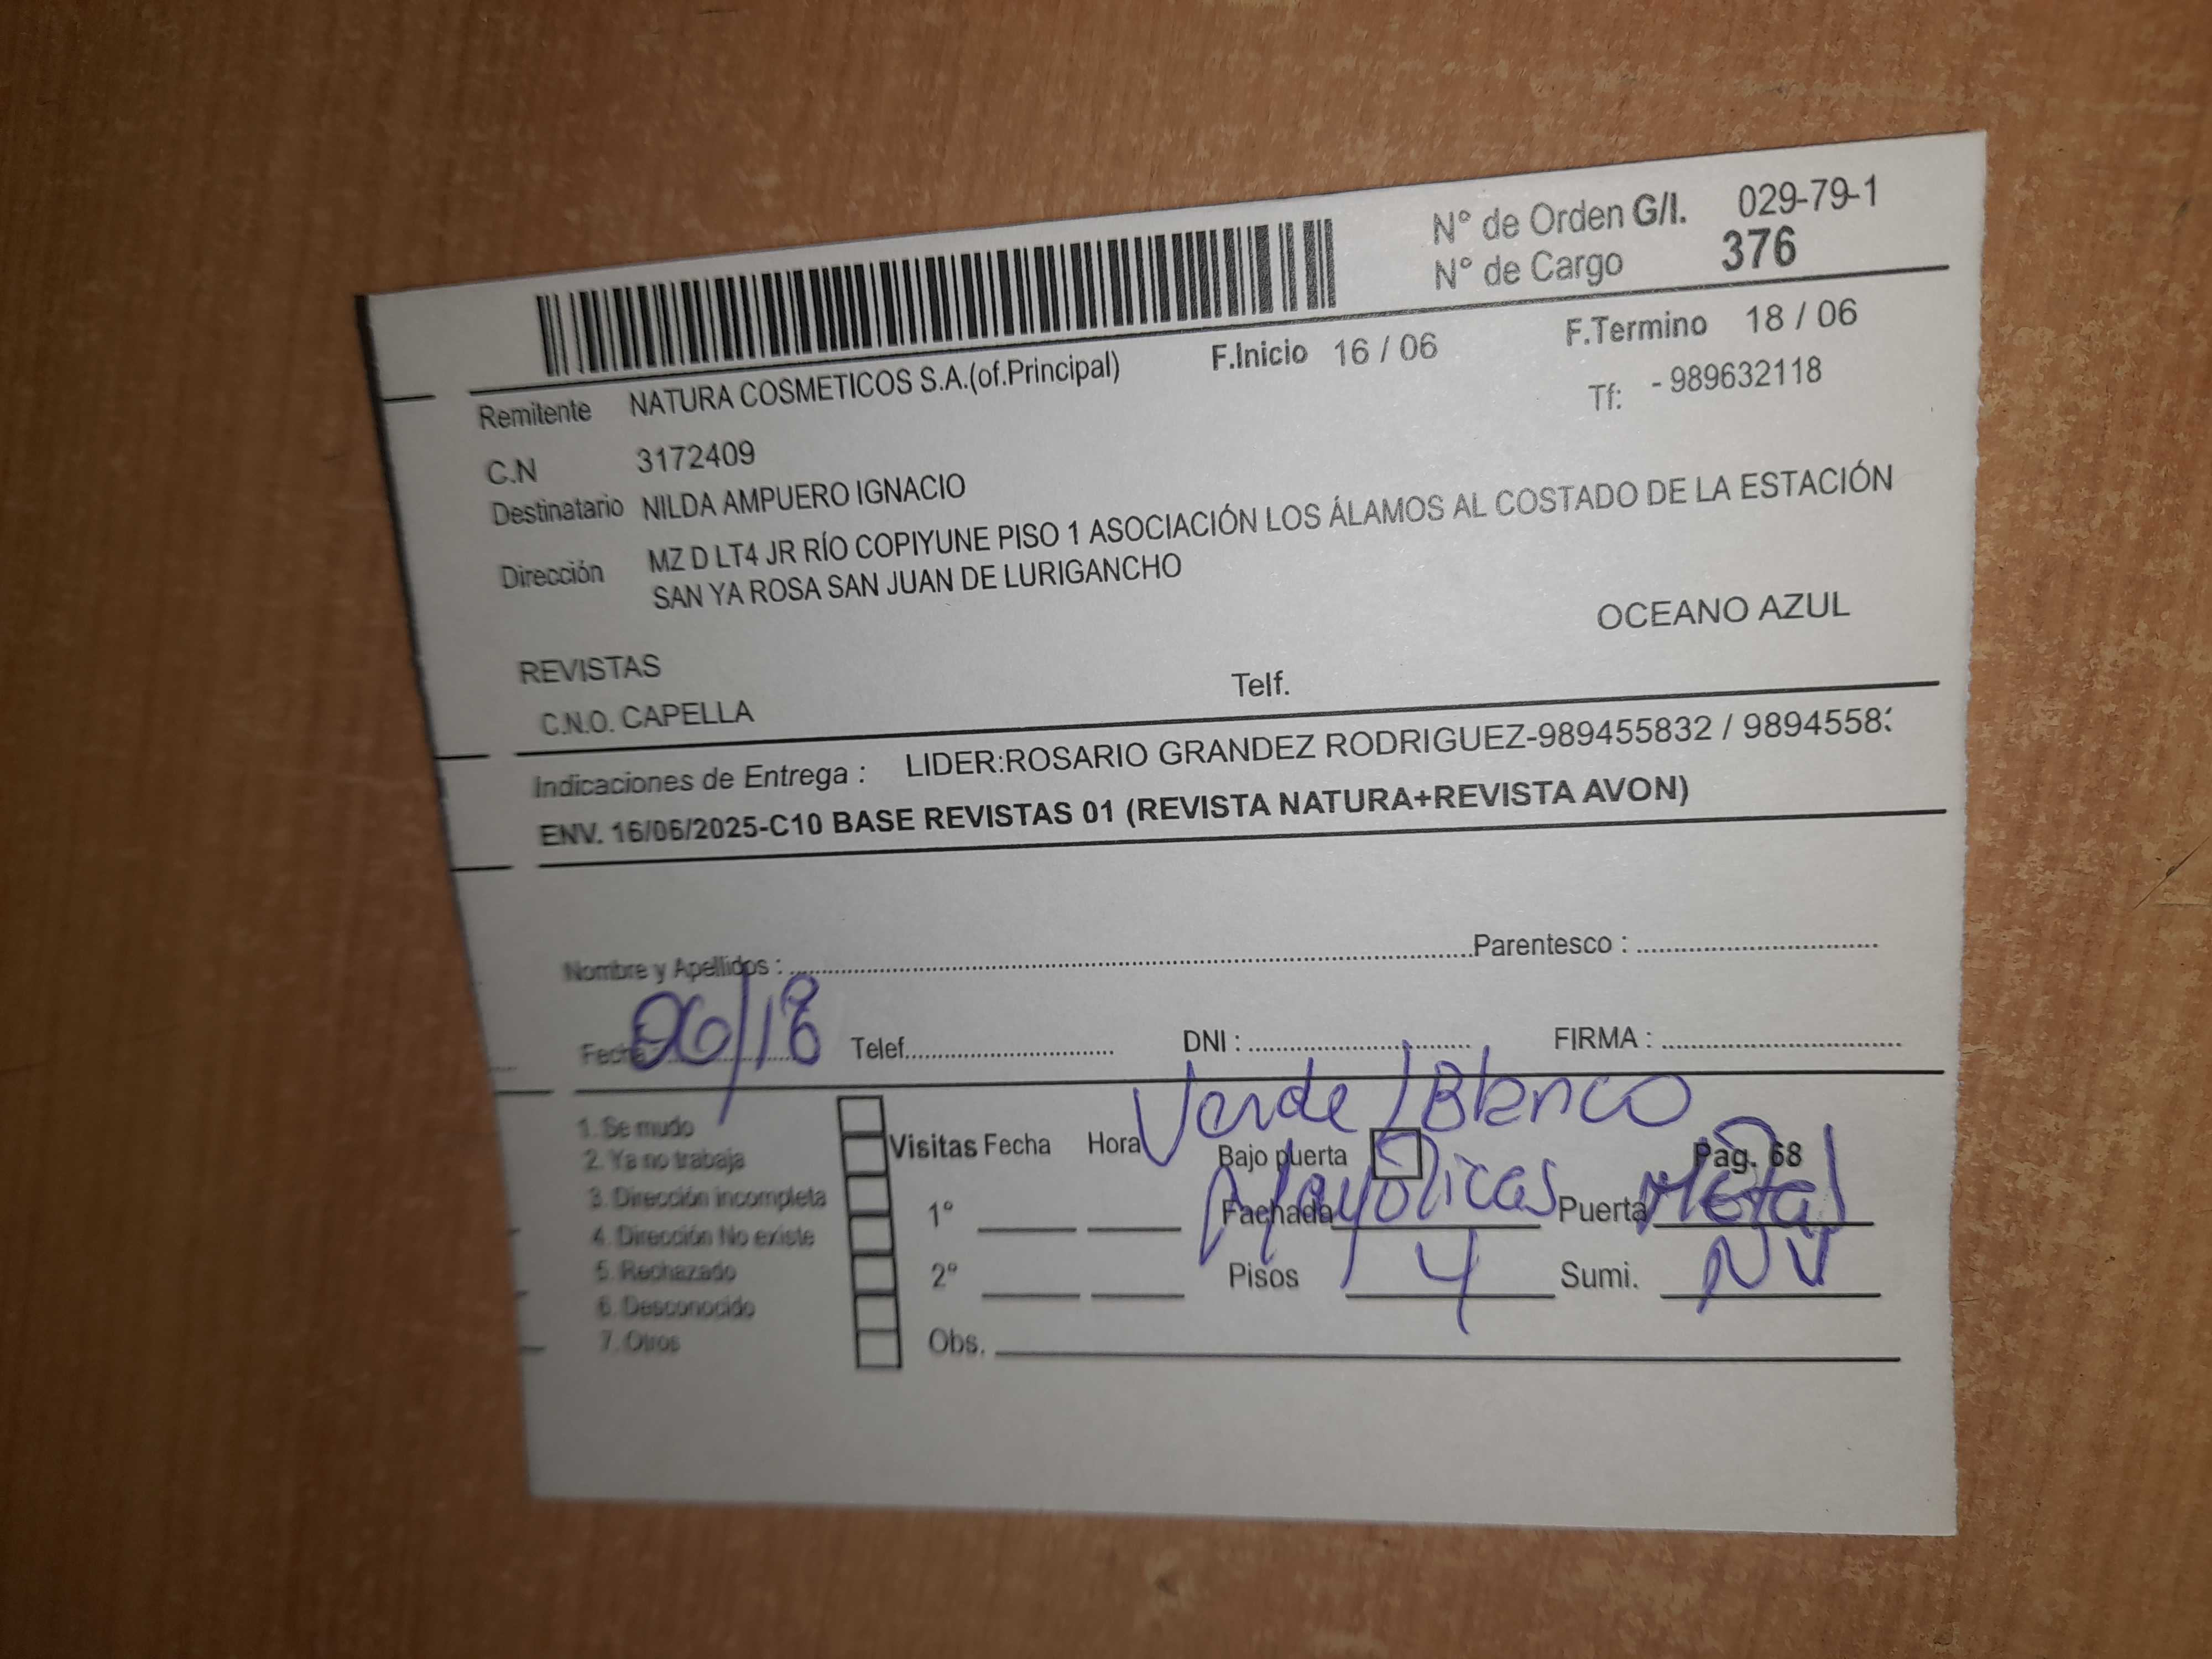 N° de Orden G/I. 029-79-1
N° de Cargo 376
F.Inicio 16 / 06 F.Termino 18 / 06
Remitente NATURA COSMETICOS S.A.(of.Principal) Tf: - 989632118
C.N 3172409
Destinatario NILDA AMPUERO IGNACIO
Dirección MZ D LT4 JR RÍO COPIYUNE PISO 1 ASOCIACIÓN LOS ÁLAMOS AL COSTADO DE LA ESTACIÓN
SAN YA ROSA SAN JUAN DE LURIGANCHO
OCEANO AZUL
REVISTAS
C.N.O. CAPELLA Telf.
Indicaciones de Entrega : LIDER:ROSARIO GRANDEZ RODRIGUEZ-989455832 / 9894558
ENV. 16/06/2025-C10 BASE REVISTAS 01 (REVISTA NATURA+REVISTA AVON)
Nombre y Apellidos : Parentesco :
Fecha 06/18 Telef. DNI : FIRMA :
Verde/Blanco
1. Se mudo
2. Ya no trabaja Visitas Fecha Hora Bajo puerta Pag. 68
3. Dirección incompleta 1° Fachada Mayolicas Puerta Metal
4. Dirección No existe
5. Rechazado 2° Pisos 4 Sumi. NV
6. Desconocido
7. Otros Obs.